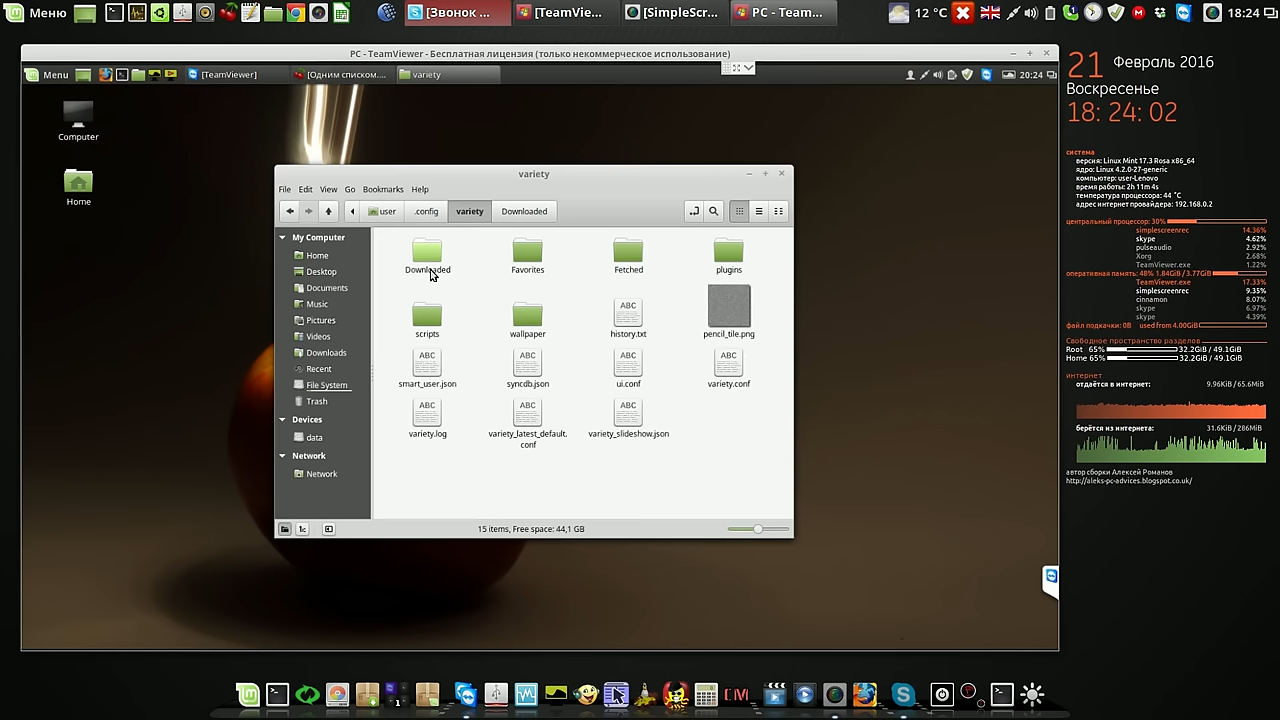 Меню
[Звонок ...
[TeamVie...
[SimpleScr...
PC - Team...
12 °C
18:24
PC - TeamViewer - Бесплатная лицензия (только некоммерческое использование)
Menu
[TeamViewer]
[Одним списком....
variety
20:24
Computer
Home
variety
File Edit View Go Bookmarks Help
user
.config
variety
Downloaded
My Computer
Home
Desktop
Documents
Music
Pictures
Videos
Downloads
Recent
File System
Trash
Devices
data
Network
Network
Downloaded
Favorites
Fetched
plugins
scripts
wallpaper
ABC
history.txt
pencil_tile.png
ABC
smart_user.json
ABC
syncdb.json
ABC
ui.conf
ABC
variety.conf
ABC
variety.log
ABC
variety_latest_default.
conf
ABC
variety_slideshow.json
15 items, Free space: 44,1 GB
21 Февраль 2016
Воскресенье
18: 24: 02
система
версия: Linux Mint 17.3 Rosa x86_64
ядро: Linux 4.2.0-27-generic
компьютер: user-Lenovo
время работы: 2h 11m 4s
температура процессора: 44 °C
адрес интернет провайдера: 192.168.0.2
центральный процессор: 30%
simplescreenrec 14.36%
skype 4.62%
pulseaudio 2.92%
Xorg 2.68%
TeamViewer.exe 1.22%
оперативная память: 48% 1.84GiB / 3.77GiB
TeamViewer.exe 17.33%
simplescreenrec 9.35%
cinnamon 8.07%
skype 6.97%
skype 4.39%
файл подкачки: 0B used from 4.00GiB
Свободное пространство разделов
Root 65% 32.2GiB / 49.1GiB
Home 65% 32.2GiB / 49.1GiB
интернет
отдаётся в интернет: 9.96KiB / 65.6MiB
берётся из интернета: 31.6KiB / 286MiB
автор сборки Алексей Романов
http://aleks-pc-advices.blogspot.co.uk/